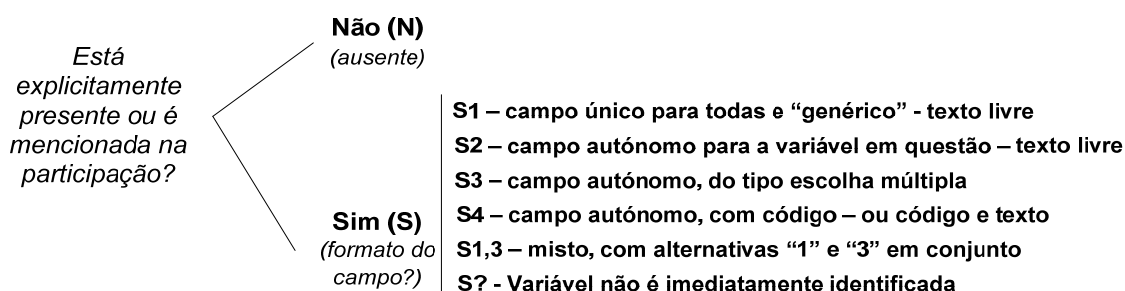 Está
explicitamente
presente ou é
mencionada na
participação?
Não (N)
(ausente)
Sim (S)
(formato do
campo?)
S1 – campo único para todas e “genérico” - texto livre
S2 – campo autónomo para a variável em questão – texto livre
S3 – campo autónomo, do tipo escolha múltipla
S4 – campo autónomo, com código – ou código e texto
S1,3 – misto, com alternativas “1” e “3” em conjunto
S? - Variável não é imediatamente identificada